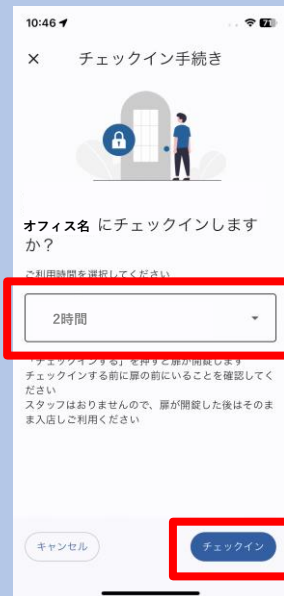 10:46
71
× チェックイン手続き
オフィス名 にチェックインします
か？
ご利用時間を選択してください
2時間
「チェックインする」を押すと扉が開錠します
チェックインする前に扉の前にいることを確認してく
ださい
スタッフはおりませんので、扉が開錠した後はそのま
ま入店しご利用ください
キャンセル
チェックイン